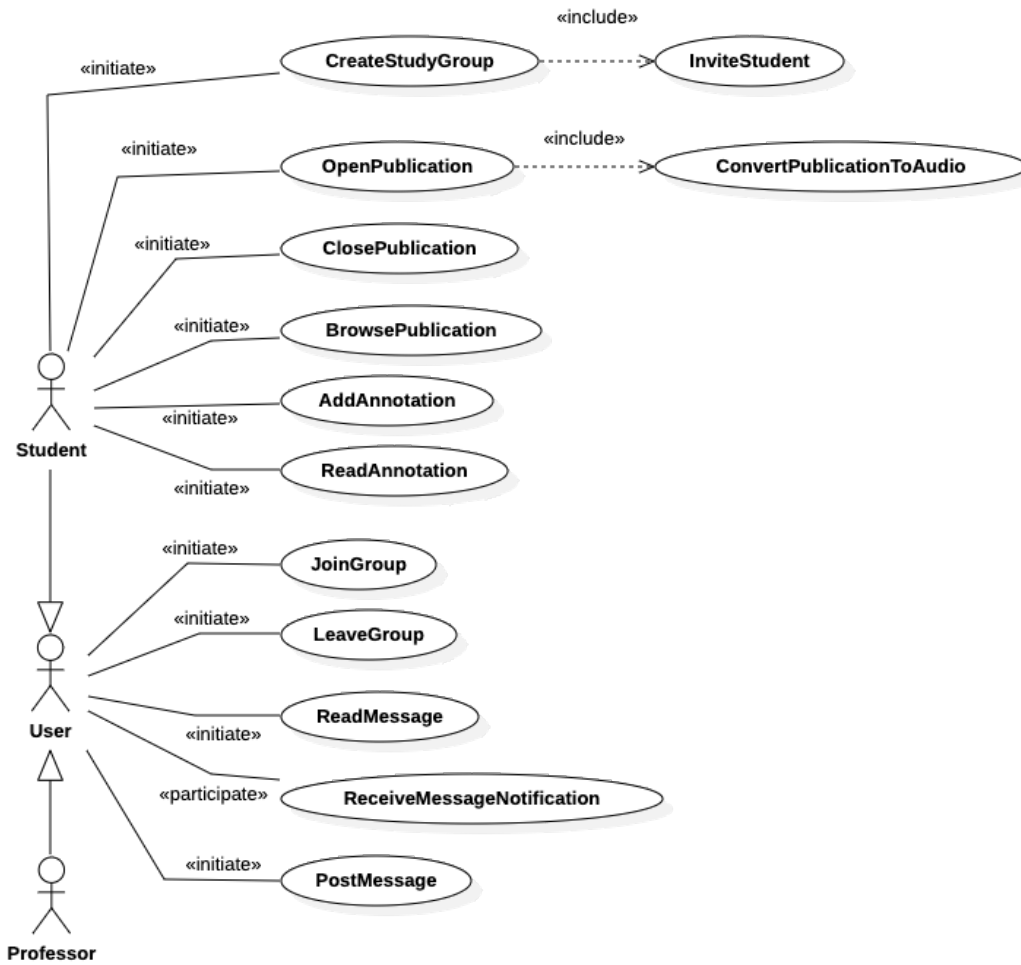 «include»
«initiate»
CreateStudyGroup
InviteStudent
«include»
«initiate»
OpenPublication
ConvertPublicationToAudio
«initiate»
ClosePublication
«initiate»
BrowsePublication
AddAnnotation
«initiate»
Student
ReadAnnotation
«initiate»
«initiate»
JoinGroup
«initiate»
LeaveGroup
ReadMessage
User
«initiate»
«participate»
ReceiveMessageNotification
«initiate»
PostMessage
Professor